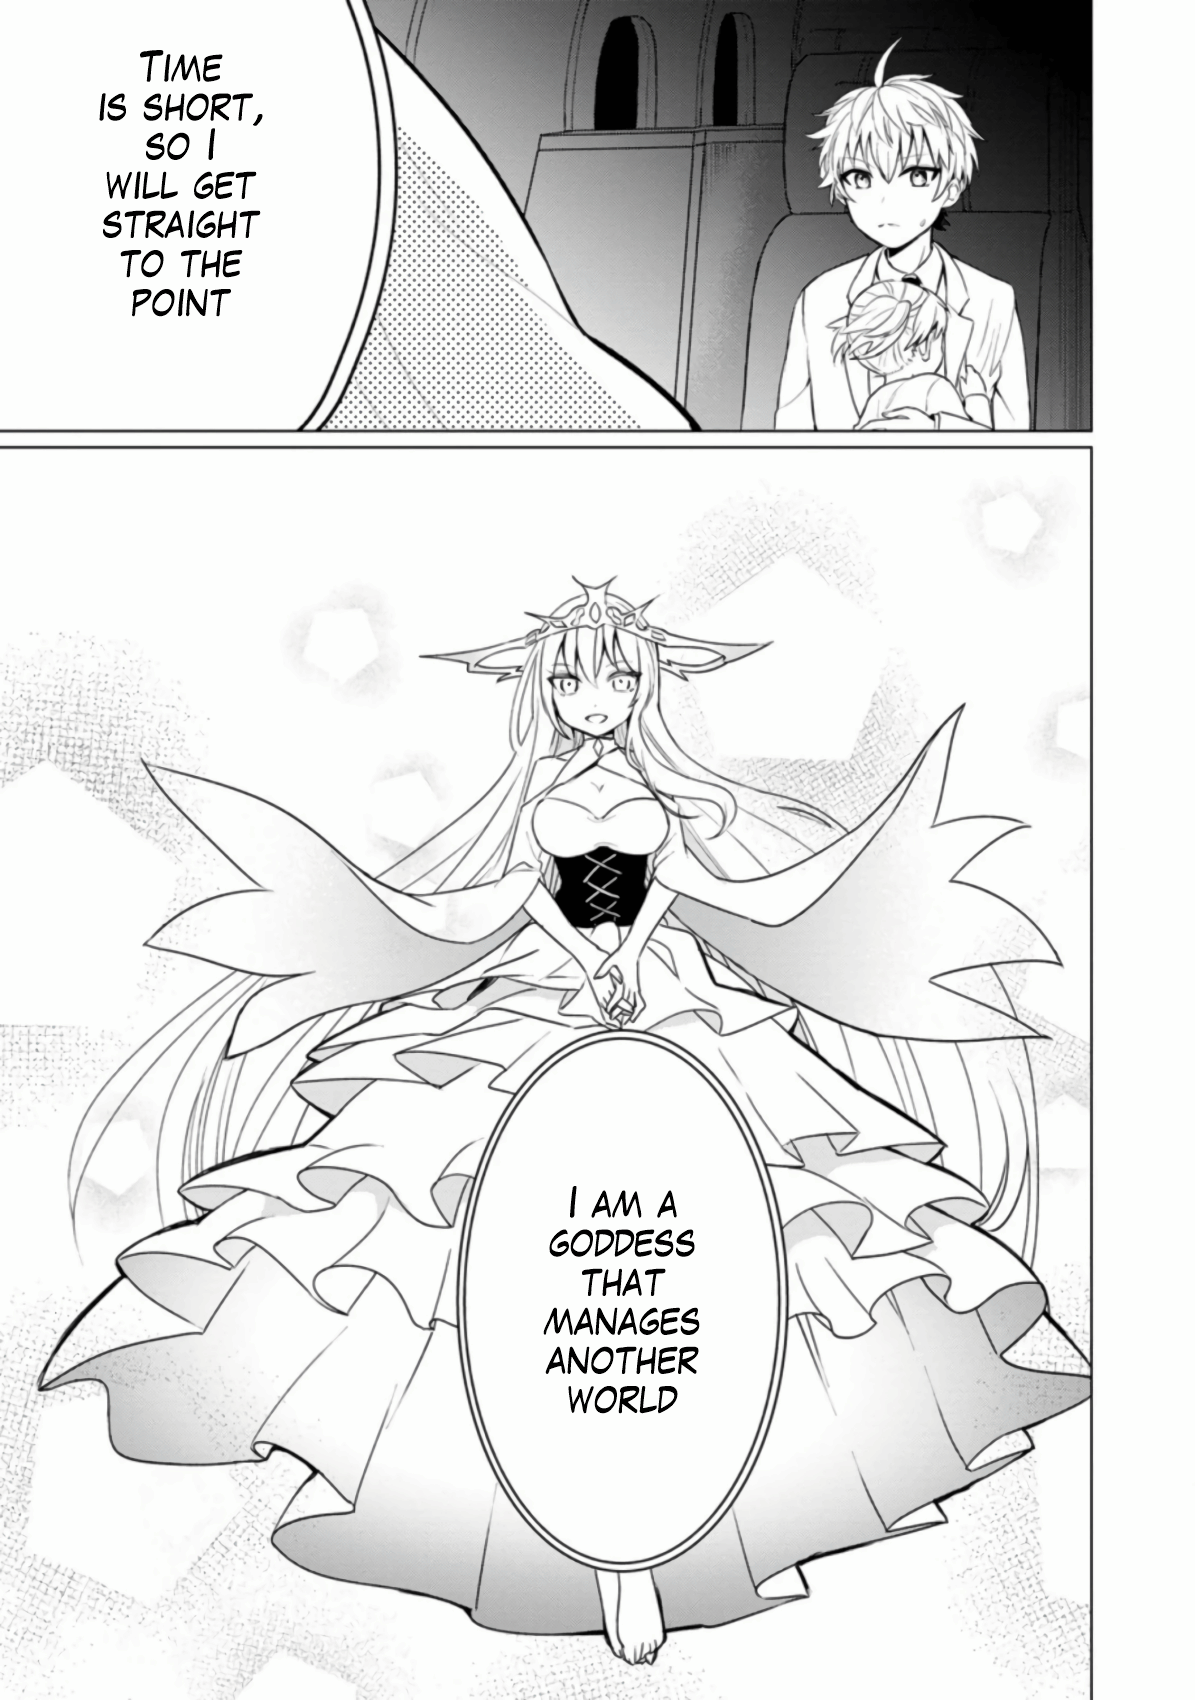 TIME
IS SHORT,
SO I
WILL GET
STRAIGHT
TO THE
POINT
I AM A
GODDESS
THAT
MANAGES
ANOTHER
WORLD